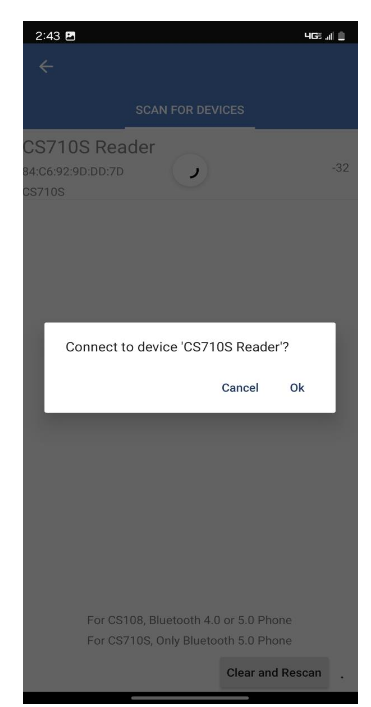 2:43
4G
SCAN FOR DEVICES
CS710S Reader
84:C6:92:9D:DD:7D
-32
CS710S
Connect to device 'CS710S Reader'?
Cancel Ok
For CS108, Bluetooth 4.0 or 5.0 Phone
For CS710S, Only Bluetooth 5.0 Phone
Clear and Rescan .